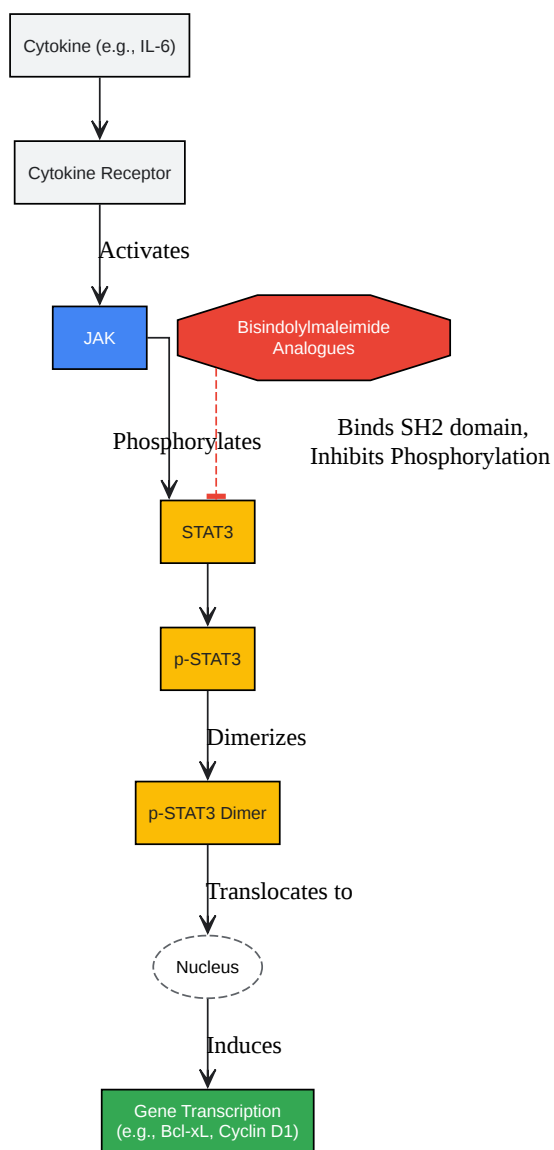 Cytokine (e.g., IL-6)
Cytokine Receptor
Activates
JAK
Bisindolylmaleimide
Analogues
Phosphorylates
Binds SH2 domain,
Inhibits Phosphorylation
STAT3
p-STAT3
Dimerizes
p-STAT3 Dimer
Translocates to
Nucleus
Induces
Gene Transcription
(e.g., Bcl-xL, Cyclin D1)